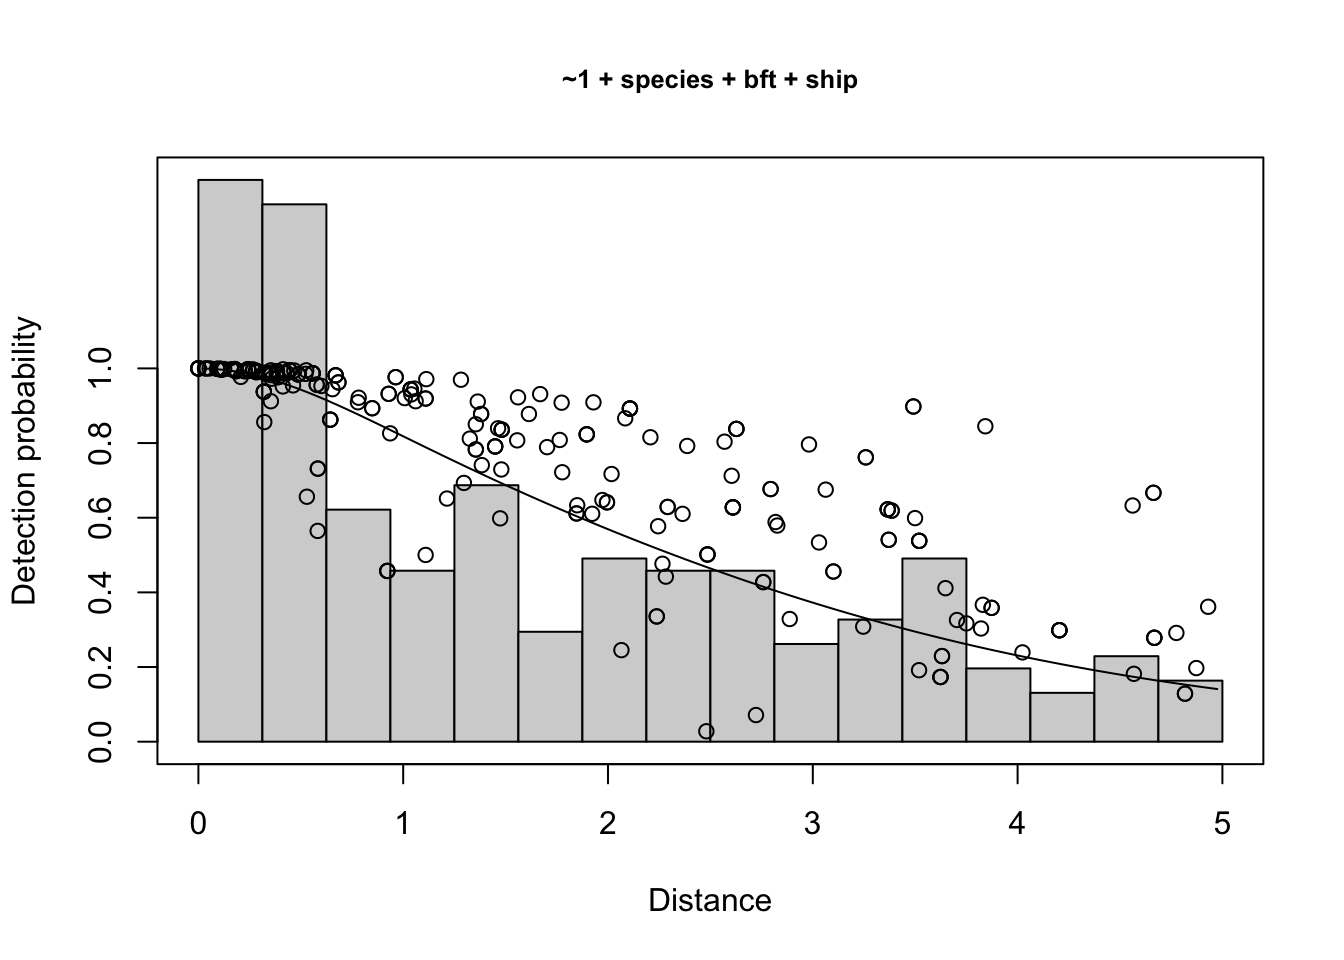 ~1 + species + bft + ship
Detection probability
1.0
0.8
0.6
0.4
0.2
0.0
0 1 2 3 4 5
Distance